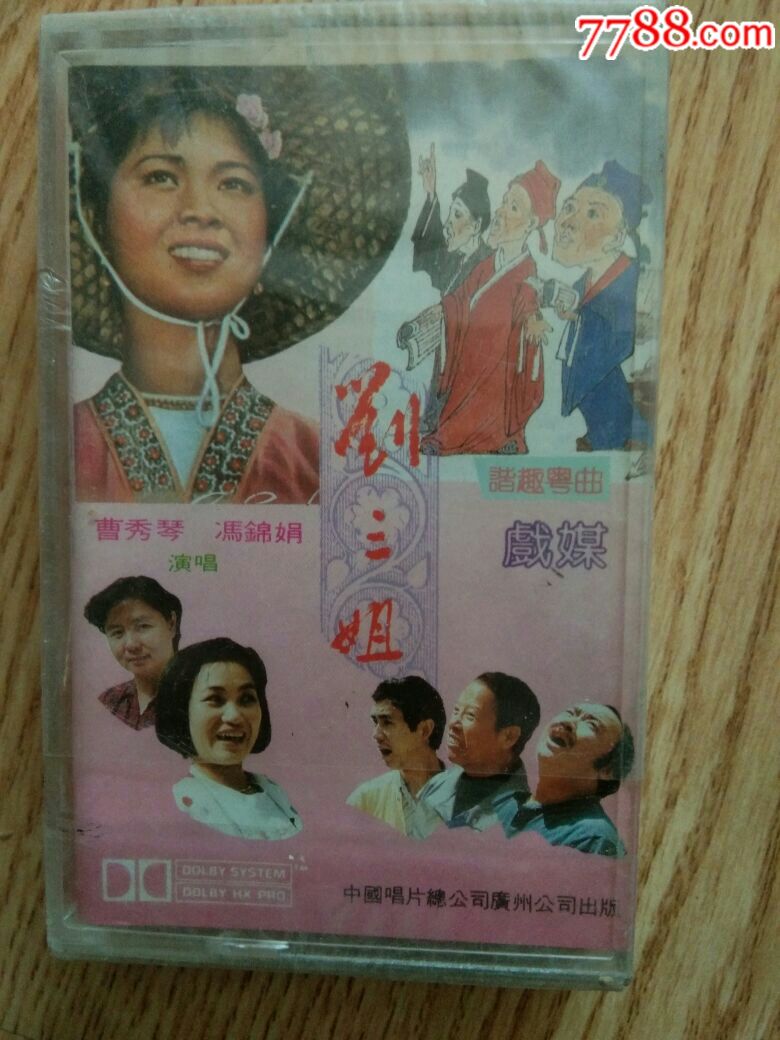 7788.com
劉三姐
諧趣粵曲
戲媒
曹秀琴 馮錦娟
演唱
DOLBY SYSTEM
DOLBY HX PRO
TM
中國唱片總公司廣州公司出版